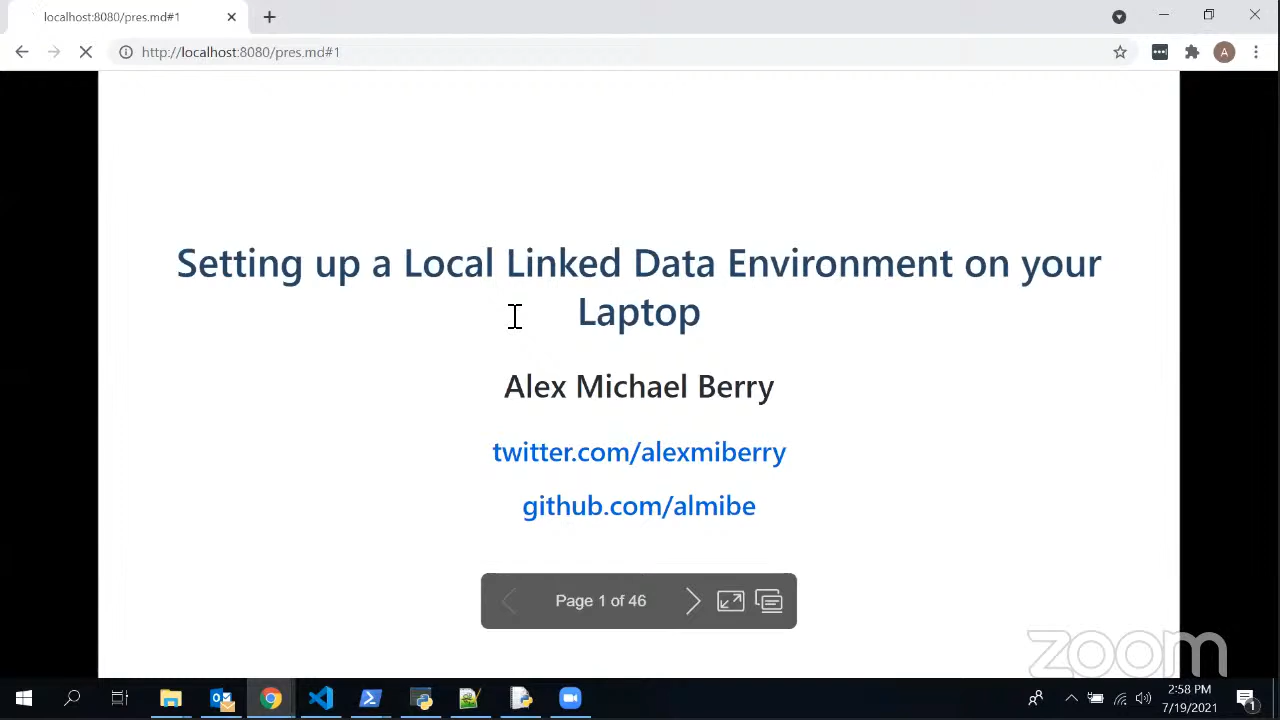 localhost:8080/pres.md#1
http://localhost:8080/pres.md#1
A
Setting up a Local Linked Data Environment on your
Laptop
Alex Michael Berry
twitter.com/alexmiberry
github.com/almibe
Page 1 of 46
zoom
2:58 PM
7/19/2021
1